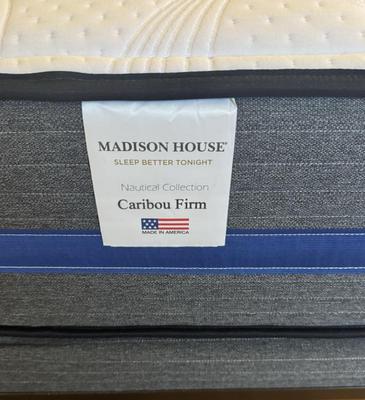 MADISON HOUSE®
SLEEP BETTER TONIGHT
Nautical Collection
Caribou Firm
MADE IN AMERICA